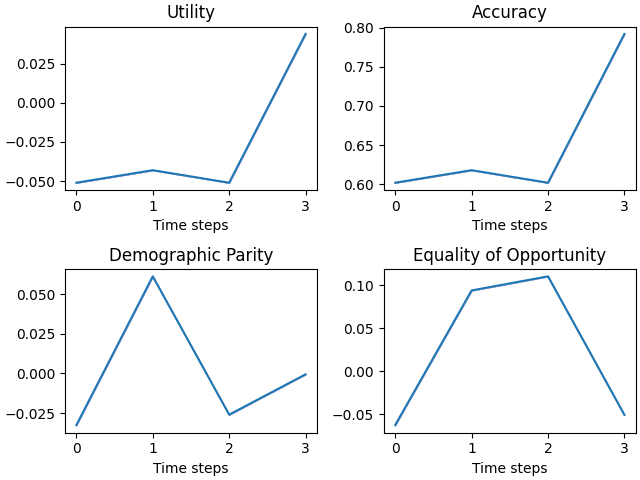 Utility
0.025
0.000
−0.025
−0.050
0 1 2 3
Time steps
Accuracy
0.80
0.75
0.70
0.65
0.60
0 1 2 3
Time steps
Demographic Parity
0.050
0.025
0.000
−0.025
0 1 2 3
Time steps
Equality of Opportunity
0.10
0.05
0.00
−0.05
0 1 2 3
Time steps